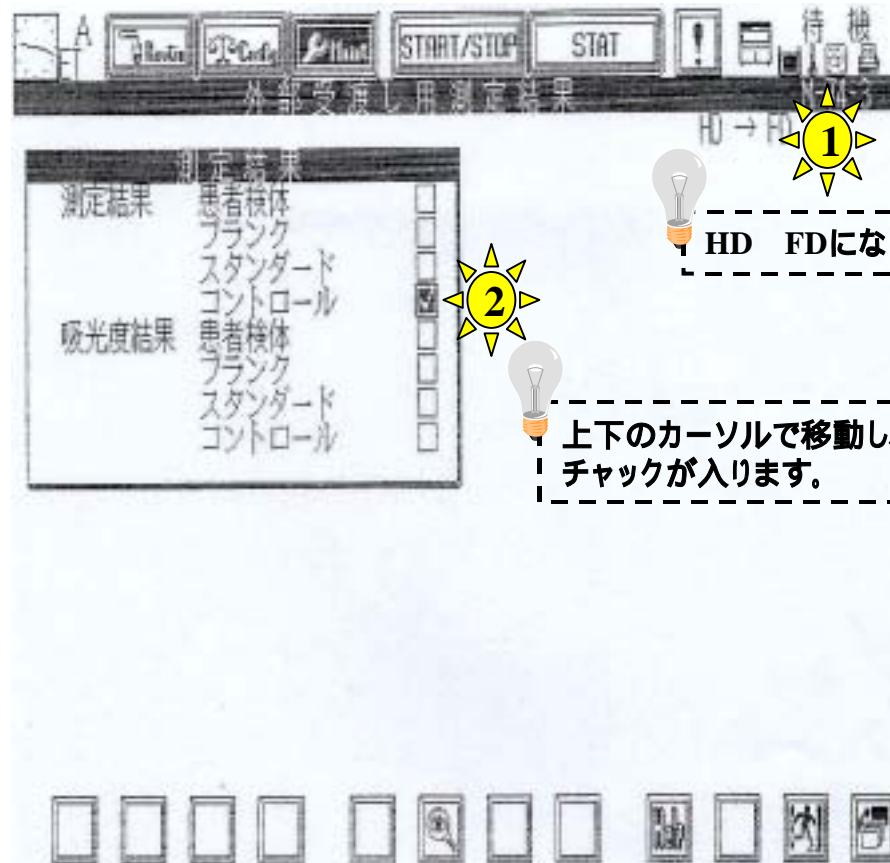 A
START/STOP
STAT
!
待機
外部受渡し用測定結果
HD → FD
1
HD FDにな
測定結果
測定結果 患者検体
ブランク
スタンダード
コントロール
2
吸光度結果 患者検体
ブランク
スタンダード
コントロール
上下のカーソルで移動し
チャックが入ります。